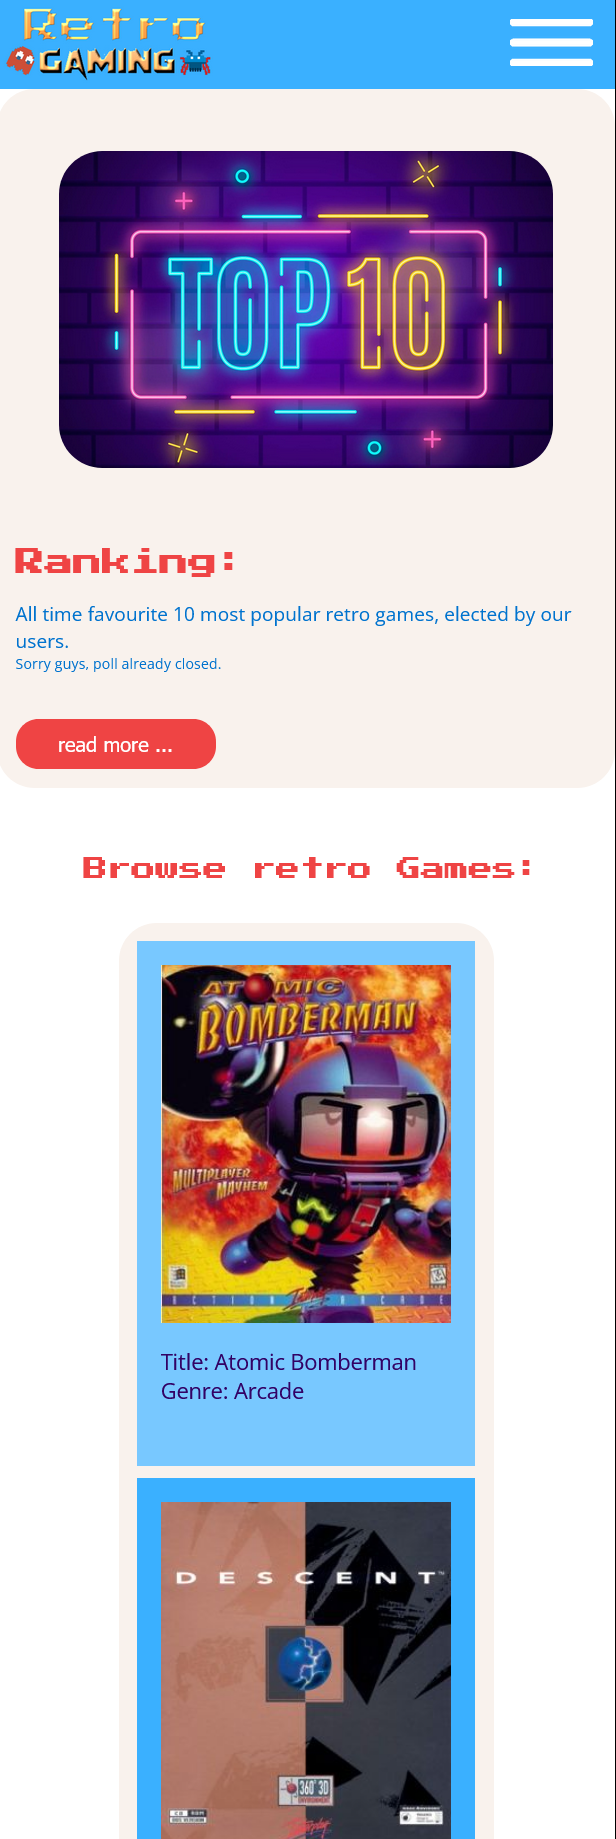 Retro
GAMING
TOP 10
Ranking:
All time favourite 10 most popular retro games, elected by our
users.
Sorry guys, poll already closed.
read more ...
Browse retro Games:
ATOMIC
BOMBERMAN
MULTIPLAYER
MAYHEM
ACTION ARCADE
Title: Atomic Bomberman
Genre: Arcade
DESCENT™
360° 3D